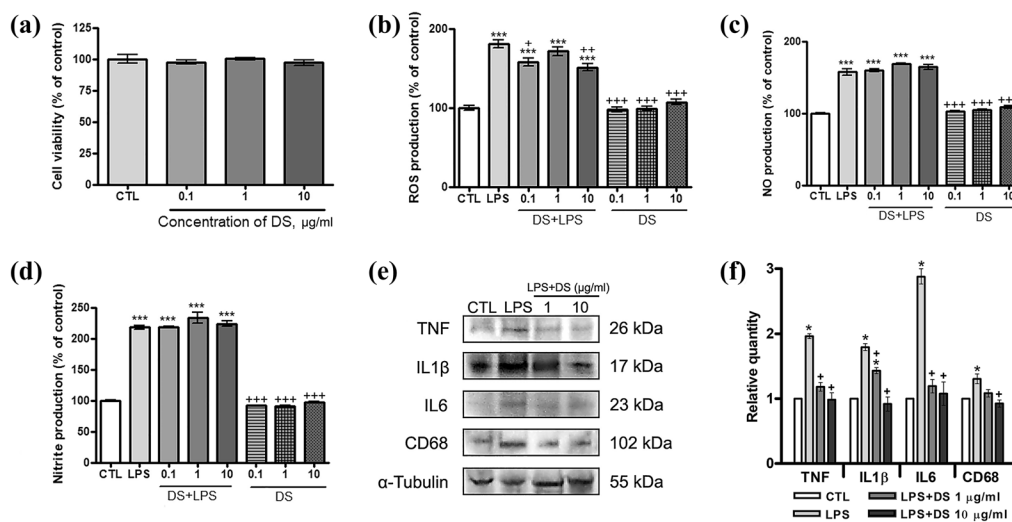 (a)
Cell viability (% of control)
125
100
75
50
25
0
CTL 0.1 1 10
Concentration of DS, µg/ml
(b)
ROS production (% of control)
200
150
100
50
0
*** + *** *** ++ *** +++ +++ +++
CTL LPS 0.1 1 10 0.1 1 10
DS+LPS DS
(c)
NO production (% of control)
200
150
100
50
0
*** *** *** *** +++ +++ +++
CTL LPS 0.1 1 10 0.1 1 10
DS+LPS DS
(d)
Nitrite production (% of control)
300
250
200
150
100
50
0
*** *** *** *** +++ +++ +++
CTL LPS 0.1 1 10 0.1 1 10
DS+LPS DS
(e)
LPS+DS (µg/ml)
CTL LPS 1 10
TNF 26 kDa
IL1β 17 kDa
IL6 23 kDa
CD68 102 kDa
α-Tubulin 55 kDa
(f)
Relative quantity
3
2
1
0
* + + * + * + * + + * +
TNF IL1β IL6 CD68
CTL LPS+DS 1 µg/ml
LPS LPS+DS 10 µg/ml